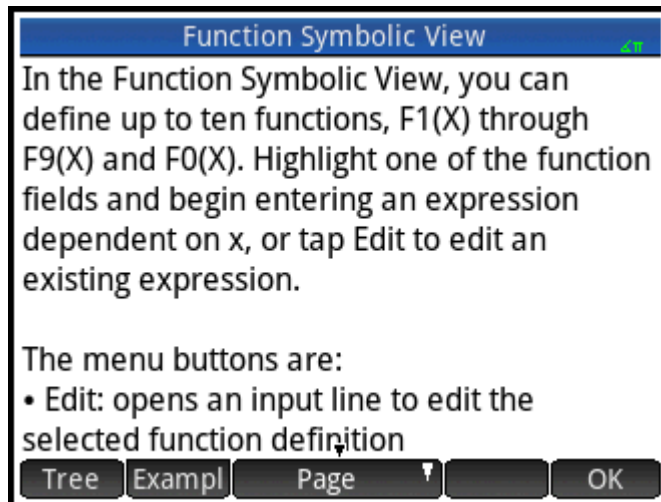 Function Symbolic View
∡π
In the Function Symbolic View, you can
define up to ten functions, F1(X) through
F9(X) and F0(X). Highlight one of the function
fields and begin entering an expression
dependent on x, or tap Edit to edit an
existing expression.
The menu buttons are:
• Edit: opens an input line to edit the
selected function definition
Tree Exampl Page OK